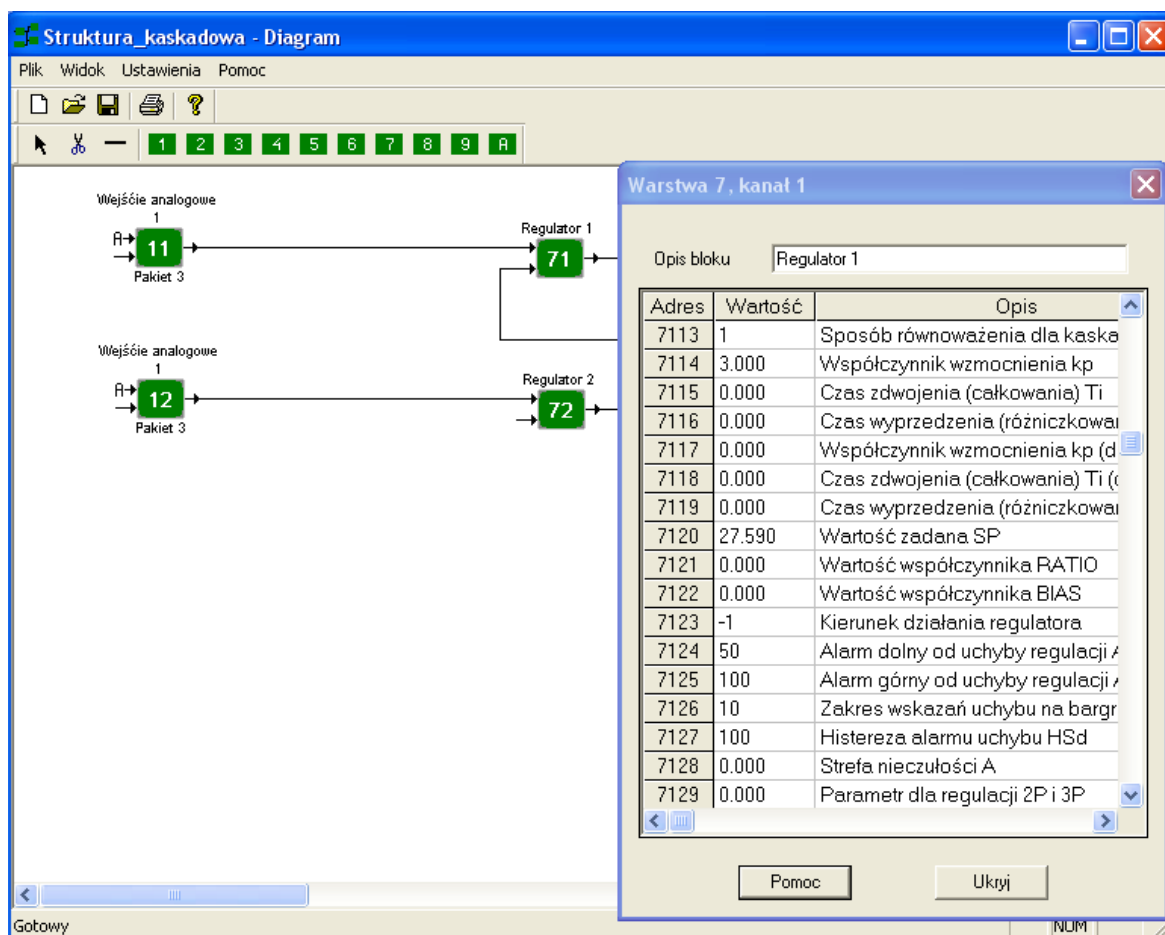 Struktura_kaskadowa - Diagram
Plik Widok Ustawienia Pomoc
1 2 3 4 5 6 7 8 9 A
Wejśćie analogowe
1
A
11
Pakiet 3
Regulator 1
71
Wejśćie analogowe
1
A
12
Pakiet 3
Regulator 2
72
Warstwa 7, kanał 1
Opis bloku Regulator 1
Adres Wartość Opis
7113 1 Sposób równoważenia dla kaska
7114 3.000 Współczynnik wzmocnienia kp
7115 0.000 Czas zdwojenia (całkowania) Ti
7116 0.000 Czas wyprzedzenia (różniczkowa
7117 0.000 Współczynnik wzmocnienia kp (d
7118 0.000 Czas zdwojenia (całkowania) Ti (
7119 0.000 Czas wyprzedzenia (różniczkowa
7120 27.590 Wartość zadana SP
7121 0.000 Wartość współczynnika RATIO
7122 0.000 Wartość współczynnika BIAS
7123 -1 Kierunek działania regulatora
7124 50 Alarm dolny od uchyby regulacji A
7125 100 Alarm górny od uchyby regulacji
7126 10 Zakres wskazań uchybu na bargr
7127 100 Histereza alarmu uchybu HSd
7128 0.000 Strefa nieczułości A
7129 0.000 Parametr dla regulacji 2P i 3P
Pomoc Ukryj
Gotowy NUM